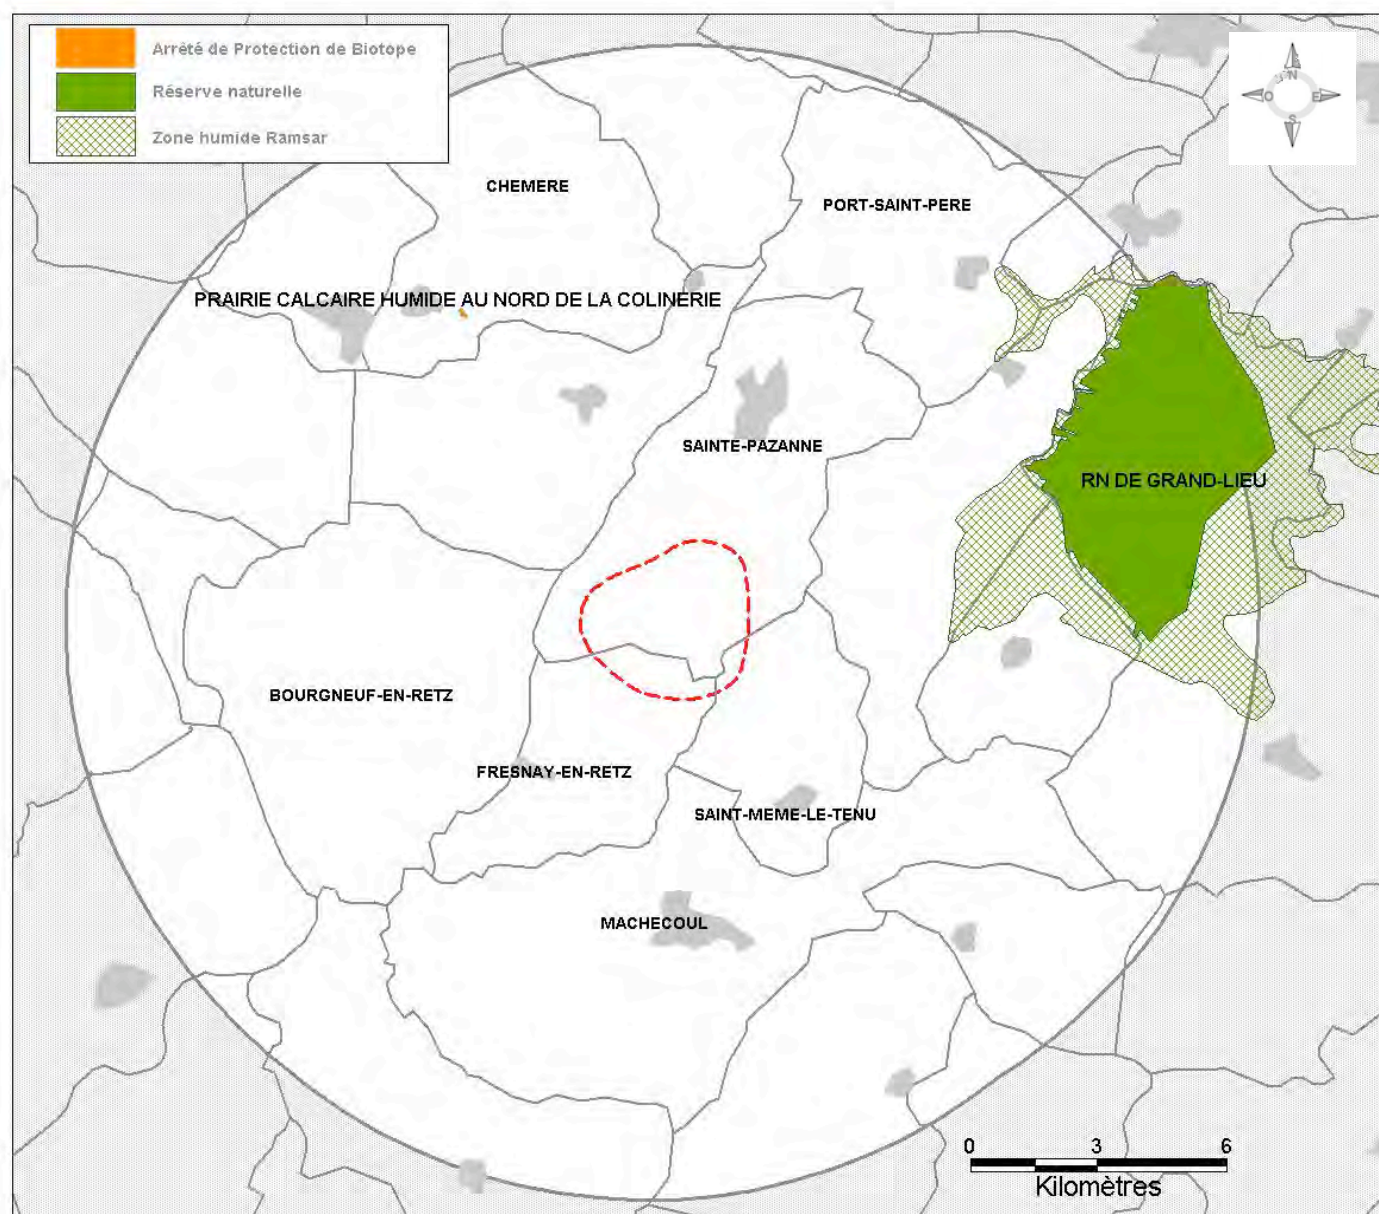 Arrêté de Protection de Biotope
Réserve naturelle
Zone humide Ramsar
N
O
E
S
CHEMERE
PORT-SAINT-PERE
PRAIRIE CALCAIRE HUMIDE AU NORD DE LA COLINERIE
SAINTE-PAZANNE
RN DE GRAND-LIEU
BOURGNEUF-EN-RETZ
FRESNAY-EN-RETZ
SAINT-MEME-LE-TENU
MACHECOUL
0 3 6
Kilomètres